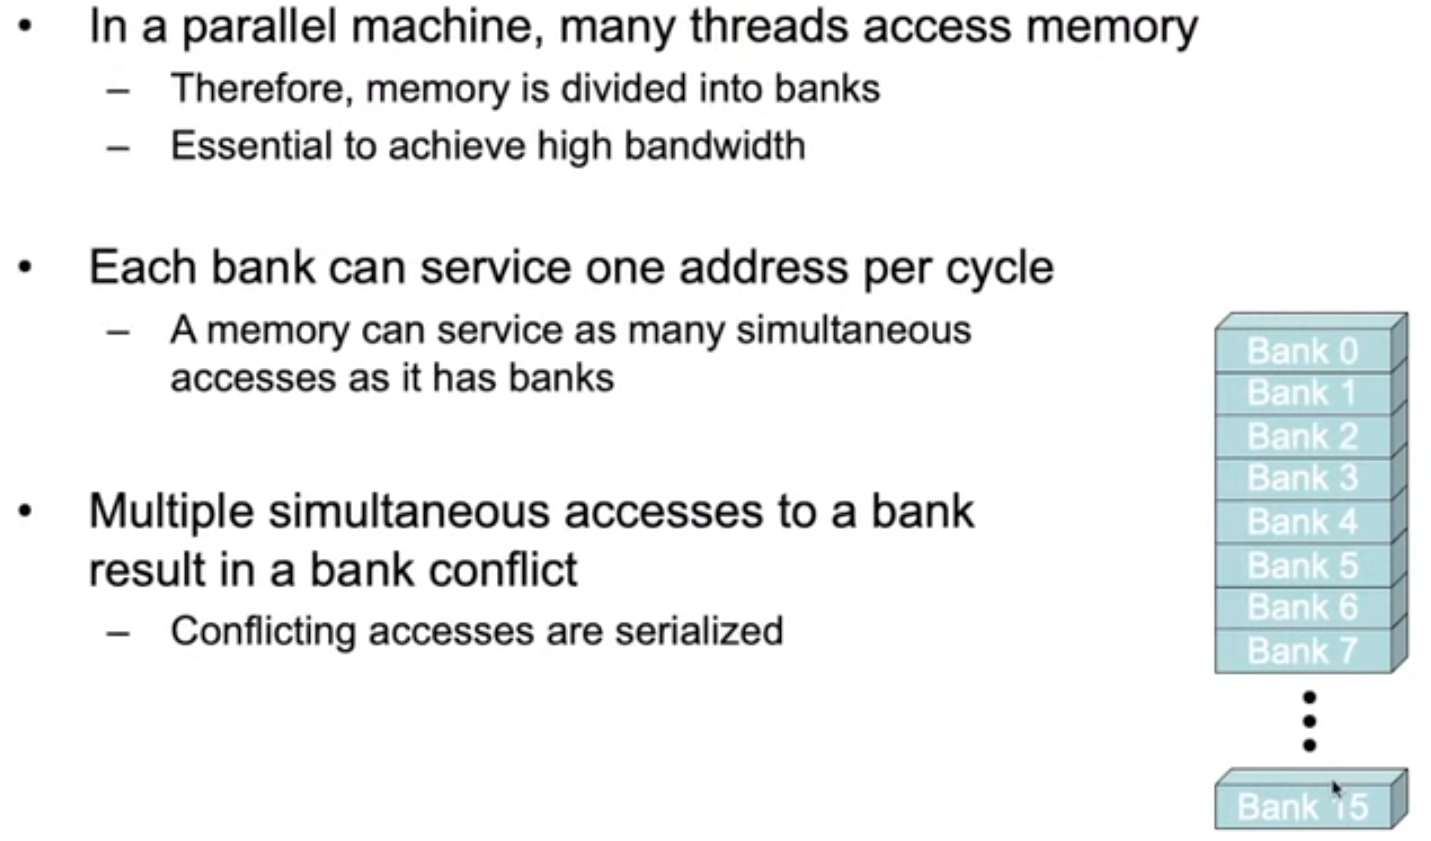 • In a parallel machine, many threads access memory
– Therefore, memory is divided into banks
– Essential to achieve high bandwidth
• Each bank can service one address per cycle
– A memory can service as many simultaneous
accesses as it has banks
• Multiple simultaneous accesses to a bank
result in a bank conflict
– Conflicting accesses are serialized
Bank 0
Bank 1
Bank 2
Bank 3
Bank 4
Bank 5
Bank 6
Bank 7
Bank 15